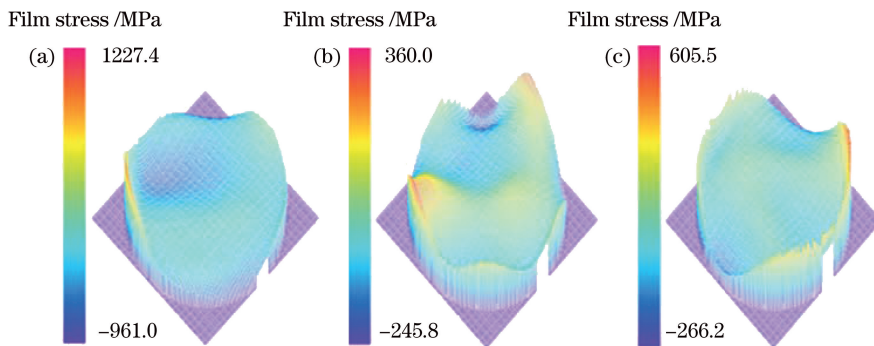 Film stress /MPa
(a)
1227.4
−961.0
Film stress /MPa
(b)
360.0
−245.8
Film stress /MPa
(c)
605.5
−266.2